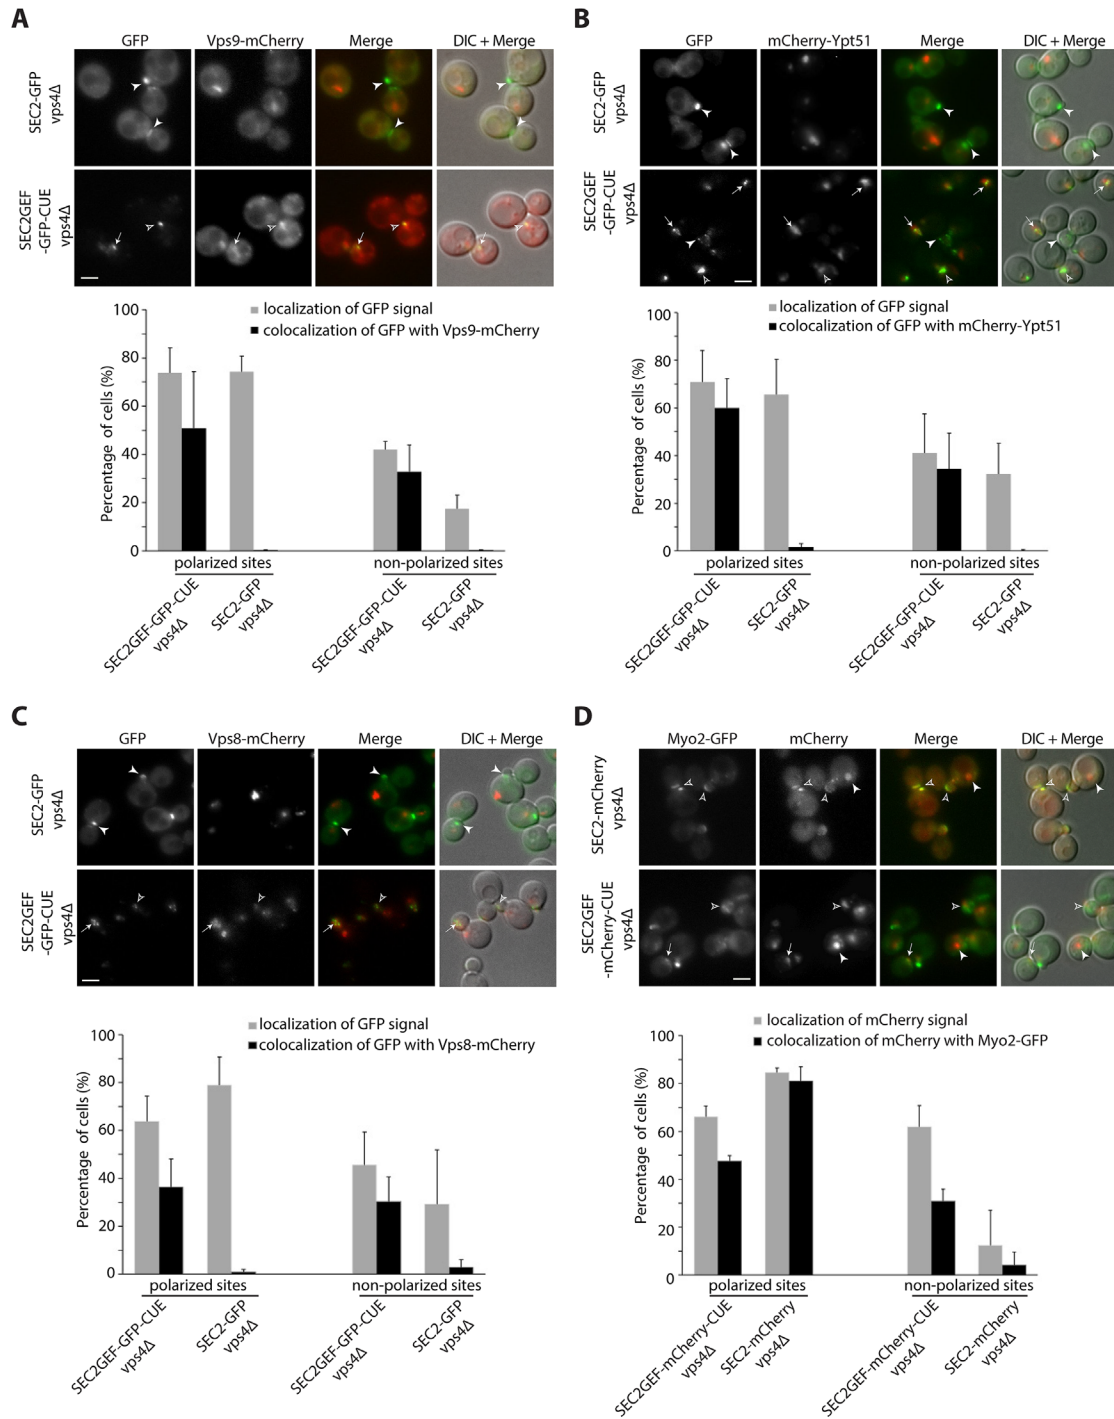 A
GFP
Vps9-mCherry
Merge
DIC + Merge
SEC2-GFP
vps4Δ
SEC2GEF
-GFP-CUE
vps4Δ
localization of GFP signal
colocalization of GFP with Vps9-mCherry
Percentage of cells (%)
100
80
60
40
20
0
polarized sites
non-polarized sites
SEC2GEF-GFP-CUE
vps4Δ
SEC2-GFP
vps4Δ
SEC2GEF-GFP-CUE
vps4Δ
SEC2-GFP
vps4Δ
B
GFP
mCherry-Ypt51
Merge
DIC + Merge
SEC2-GFP
vps4Δ
SEC2GEF
-GFP-CUE
vps4Δ
localization of GFP signal
colocalization of GFP with mCherry-Ypt51
Percentage of cells (%)
100
80
60
40
20
0
polarized sites
non-polarized sites
SEC2GEF-GFP-CUE
vps4Δ
SEC2-GFP
vps4Δ
SEC2GEF-GFP-CUE
vps4Δ
SEC2-GFP
vps4Δ
C
GFP
Vps8-mCherry
Merge
DIC + Merge
SEC2-GFP
vps4Δ
SEC2GEF
-GFP-CUE
vps4Δ
localization of GFP signal
colocalization of GFP with Vps8-mCherry
Percentage of cells (%)
100
80
60
40
20
0
polarized sites
non-polarized sites
SEC2GEF-GFP-CUE
vps4Δ
SEC2-GFP
vps4Δ
SEC2GEF-GFP-CUE
vps4Δ
SEC2-GFP
vps4Δ
D
Myo2-GFP
mCherry
Merge
DIC + Merge
SEC2-mCherry
vps4Δ
SEC2GEF
-mCherry-CUE
vps4Δ
localization of mCherry signal
colocalization of mCherry with Myo2-GFP
Percentage of cells (%)
100
80
60
40
20
0
polarized sites
non-polarized sites
SEC2GEF-mCherry-CUE
vps4Δ
SEC2-mCherry
vps4Δ
SEC2GEF-mCherry-CUE
vps4Δ
SEC2-mCherry
vps4Δ